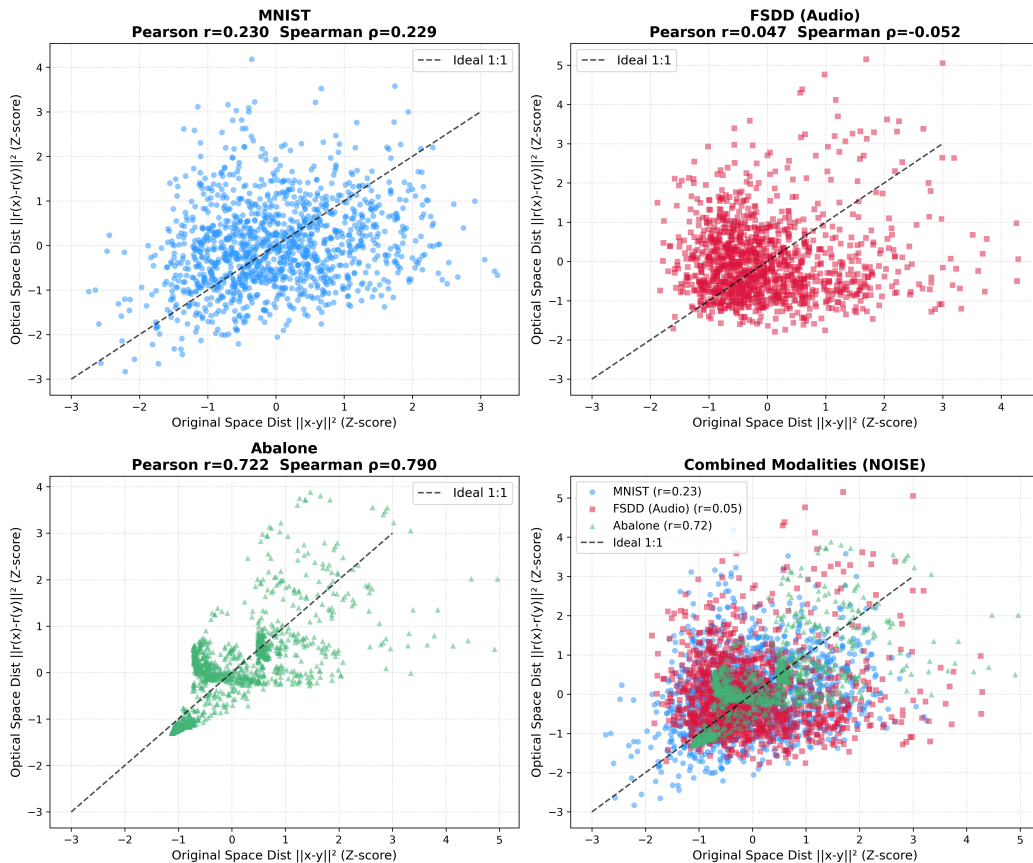 MNIST
Pearson r=0.230  Spearman ρ=0.229
Ideal 1:1
4
3
2
1
0
−1
−2
−3
Optical Space Dist ||r(x)-r(y)||² (Z-score)
−3 −2 −1 0 1 2 3
Original Space Dist ||x-y||² (Z-score)
FSDD (Audio)
Pearson r=0.047  Spearman ρ=-0.052
Ideal 1:1
5
4
3
2
1
0
−1
−2
−3
Optical Space Dist ||r(x)-r(y)||² (Z-score)
−3 −2 −1 0 1 2 3 4
Original Space Dist ||x-y||² (Z-score)
Abalone
Pearson r=0.722  Spearman ρ=0.790
Ideal 1:1
4
3
2
1
0
−1
−2
−3
Optical Space Dist ||r(x)-r(y)||² (Z-score)
−3 −2 −1 0 1 2 3 4 5
Original Space Dist ||x-y||² (Z-score)
Combined Modalities (NOISE)
MNIST (r=0.23)
FSDD (Audio) (r=0.05)
Abalone (r=0.72)
Ideal 1:1
5
4
3
2
1
0
−1
−2
−3
Optical Space Dist ||r(x)-r(y)||² (Z-score)
−3 −2 −1 0 1 2 3 4 5
Original Space Dist ||x-y||² (Z-score)